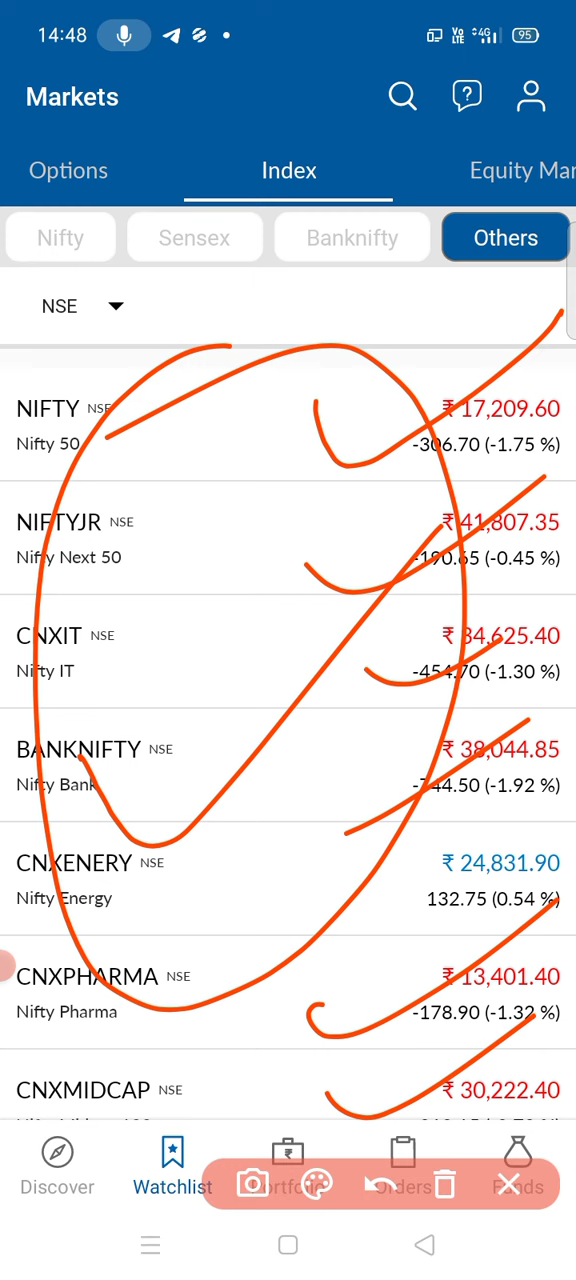 14:48 Vo LTE 4G 95
Markets
Options Index Equity Mar
Nifty Sensex Banknifty Others
NSE
NIFTY NSE ₹ 17,209.60
Nifty 50 -306.70 (-1.75 %)
NIFTYJR NSE ₹ 41,807.35
Nifty Next 50 -190.65 (-0.45 %)
CNXIT NSE ₹ 34,625.40
Nifty IT -454.70 (-1.30 %)
BANKNIFTY NSE ₹ 38,044.85
Nifty Bank -744.50 (-1.92 %)
CNXENERY NSE ₹ 24,831.90
Nifty Energy 132.75 (0.54 %)
CNXPHARMA NSE ₹ 13,401.40
Nifty Pharma -178.90 (-1.32 %)
CNXMIDCAP NSE ₹ 30,222.40
Discover Watchlist Portfolio Orders Funds